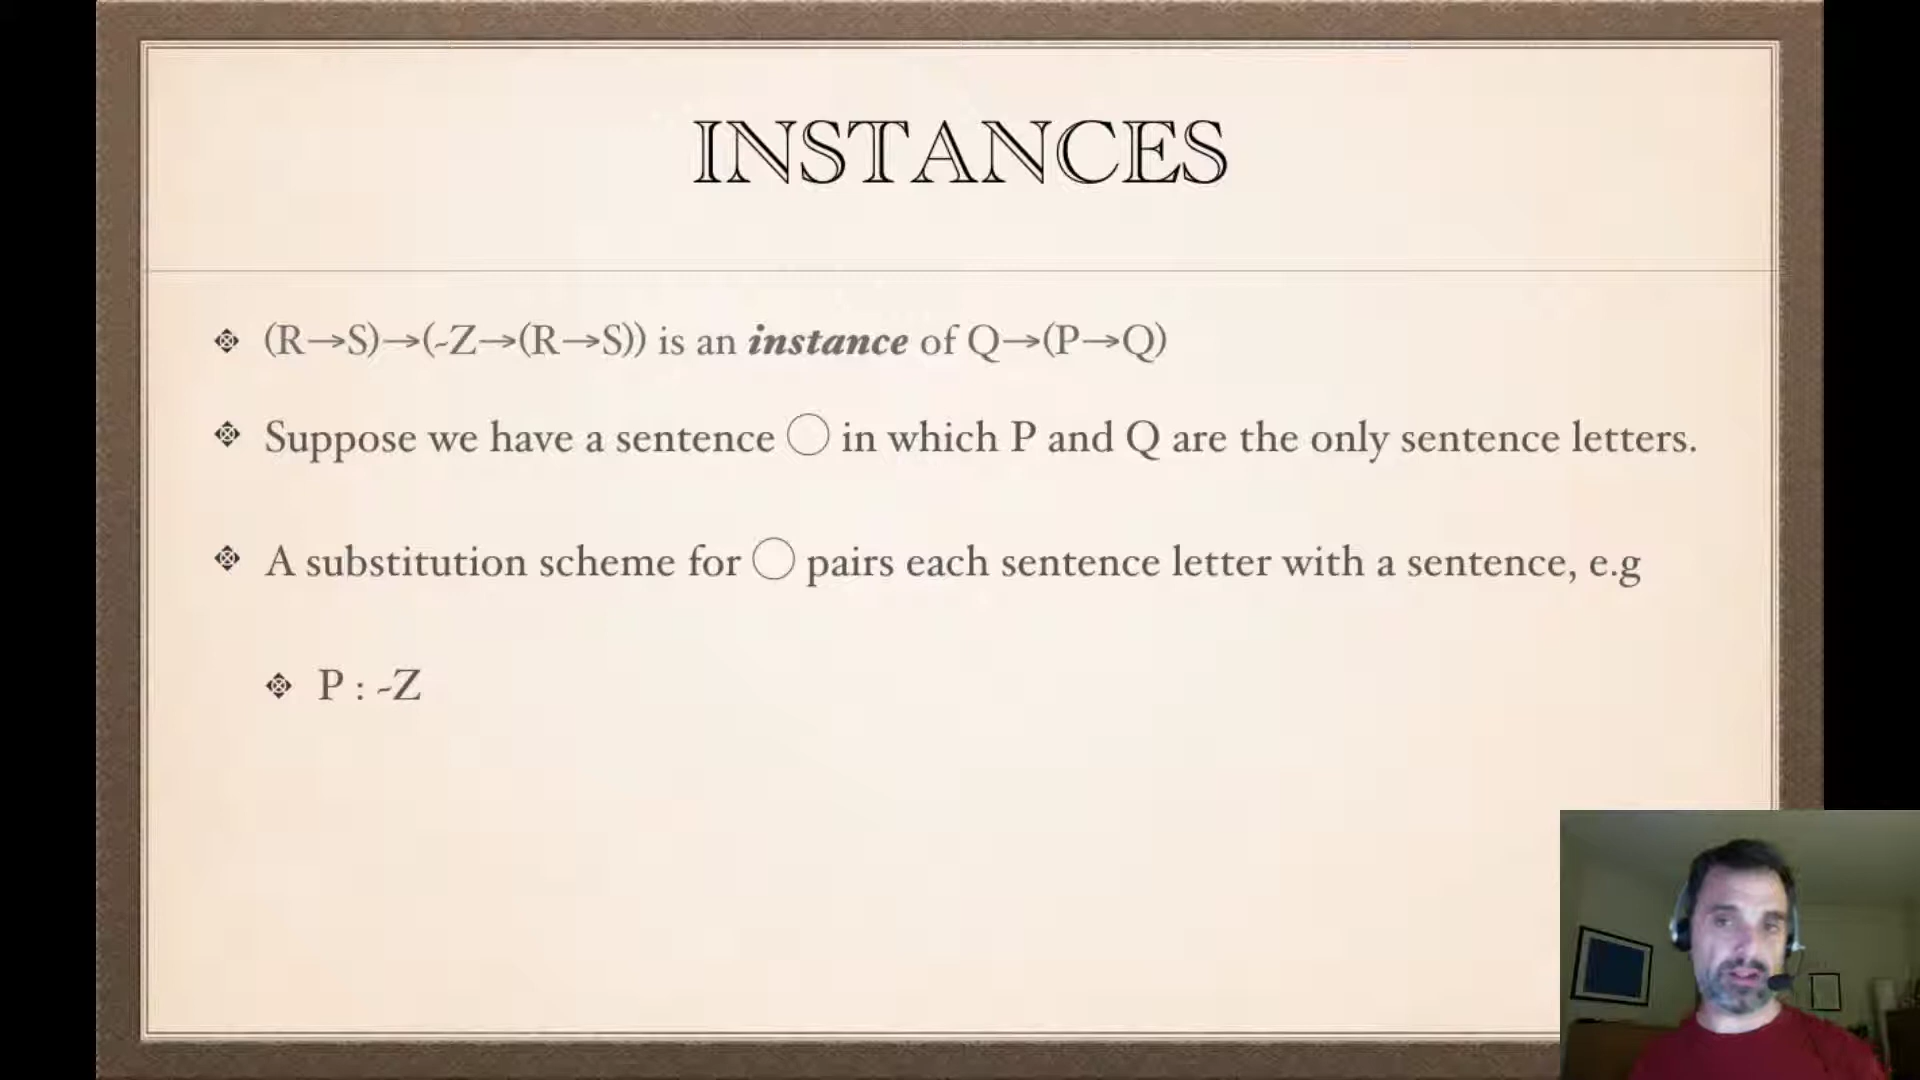 INSTANCES
(R→S)→(~Z→(R→S)) is an instance of Q→(P→Q)
Suppose we have a sentence ◯ in which P and Q are the only sentence letters.
A substitution scheme for ◯ pairs each sentence letter with a sentence, e.g
P : ~Z